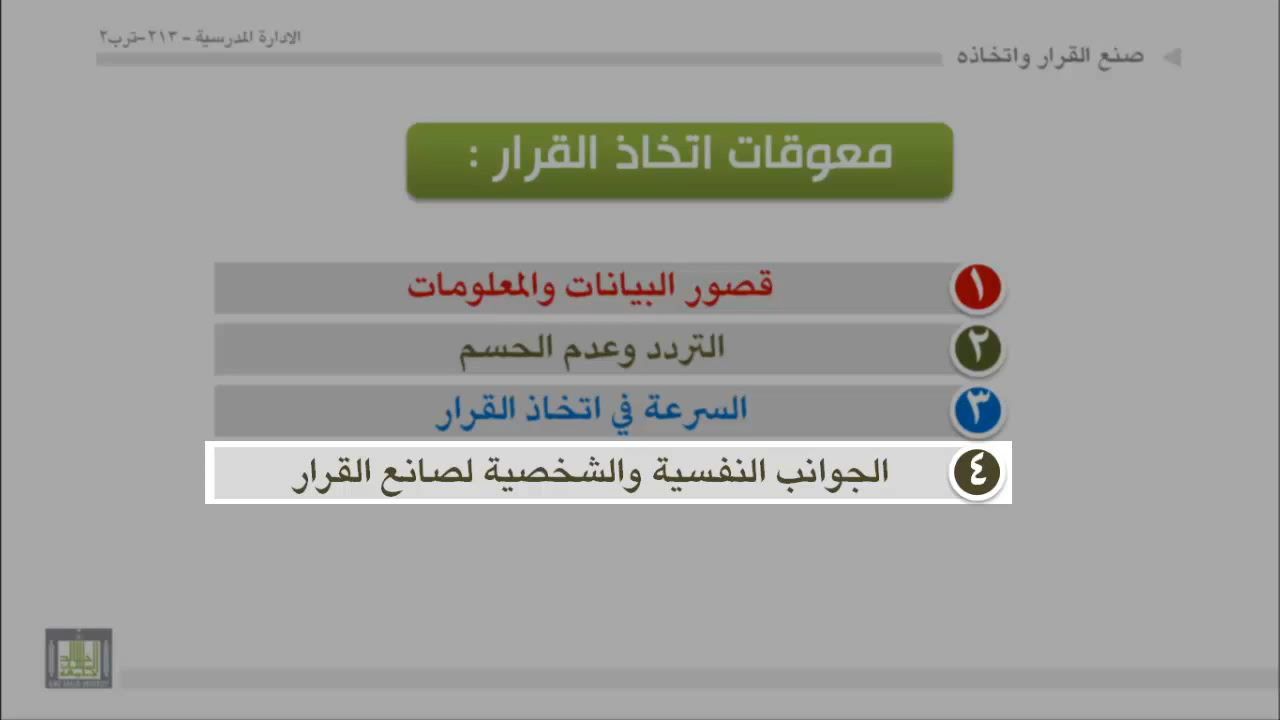 الادارة المدرسية - ٢١٣-ترب٢
صنع القرار واتخاذه
معوقات اتخاذ القرار :
١ قصور البيانات والمعلومات
٢ التردد وعدم الحسم
٣ السرعة في اتخاذ القرار
٤ الجوانب النفسية والشخصية لصانع القرار